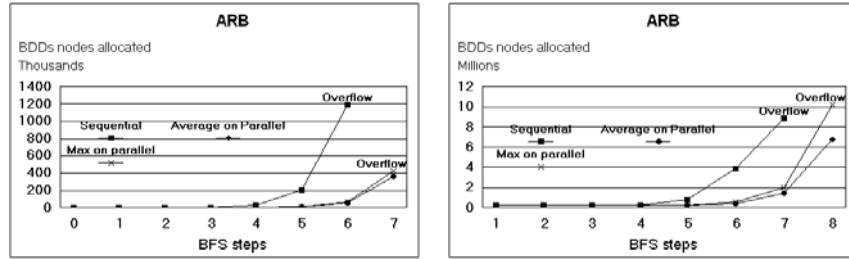 ARB
BDDs nodes allocated
Thousands
1400
1200
1000
800
600
400
200
0
Overflow
Sequential
Average on Parallel
Max on parallel
Overflow
0 1 2 3 4 5 6 7
BFS steps
ARB
BDDs nodes allocated
Millions
12
10
8
6
4
2
0
Overflow
Overflow
Sequential
Average on Parallel
Max on parallel
1 2 3 4 5 6 7 8
BFS steps